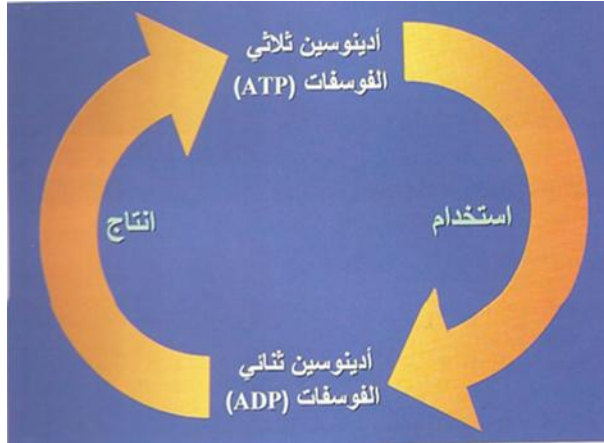 أدينوسين ثلاثي
الفوسفات (ATP)
استخدام
انتاج
أدينوسين ثنائي
الفوسفات (ADP)